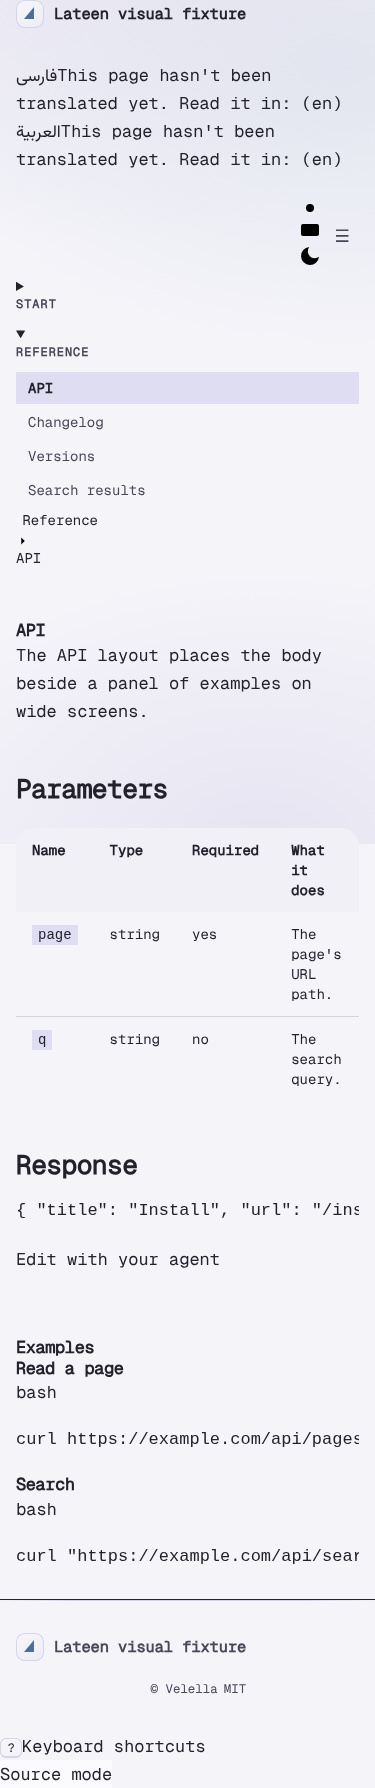 Lateen visual fixture
فارسیThis page hasn't been
translated yet. Read it in: (en)
العربيةThis page hasn't been
translated yet. Read it in: (en)
START
REFERENCE
API
Changelog
Versions
Search results
Reference
API
API
The API layout places the body
beside a panel of examples on
wide screens.
Parameters
Name Type Required What
it
does
page string yes The
page's
URL
path.
q string no The
search
query.
Response
{ "title": "Install", "url": "/ins
Edit with your agent
Examples
Read a page
bash
curl https://example.com/api/pages
Search
bash
curl "https://example.com/api/sear
Lateen visual fixture
© Velella MIT
? Keyboard shortcuts
Source mode